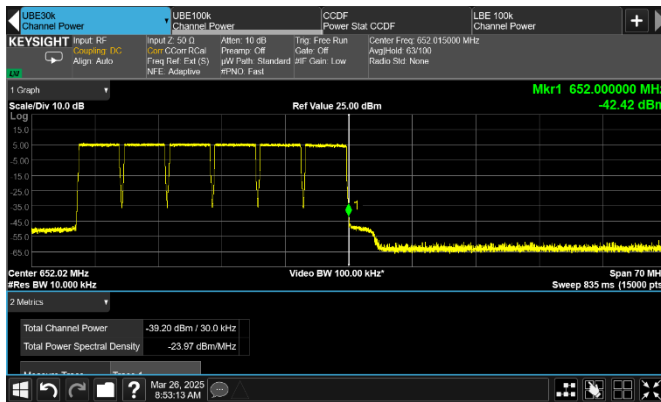 UBE30k
Channel Power
UBE100k
Channel Power
CCDF
Power Stat CCDF
LBE 100k
Channel Power
KEYSIGHT
Input: RF
Coupling: DC
Align: Auto
Input Z: 50 Ω
Corr CCorr RCal
Freq Ref: Ext (S)
NFE: Adaptive
Atten: 10 dB
Preamp: Off
µW Path: Standard
#PNO: Fast
Trig: Free Run
Gate: Off
#IF Gain: Low
Center Freq: 652.015000 MHz
Avg|Hold: 63/100
Radio Std: None
1 Graph
Mkr1 652.000000 MHz
-42.42 dBm
Scale/Div 10.0 dB
Ref Value 25.00 dBm
Log
15.0
5.00
-5.00
-15.0
-25.0
-35.0
-45.0
-55.0
-65.0
1
Center 652.02 MHz
Video BW 100.00 kHz*
Span 70 MH
#Res BW 10.000 kHz
Sweep 835 ms (15000 pts
2 Metrics
Total Channel Power
-39.20 dBm / 30.0 kHz
Total Power Spectral Density
-23.97 dBm/MHz
Mar 26, 2025
8:53:13 AM